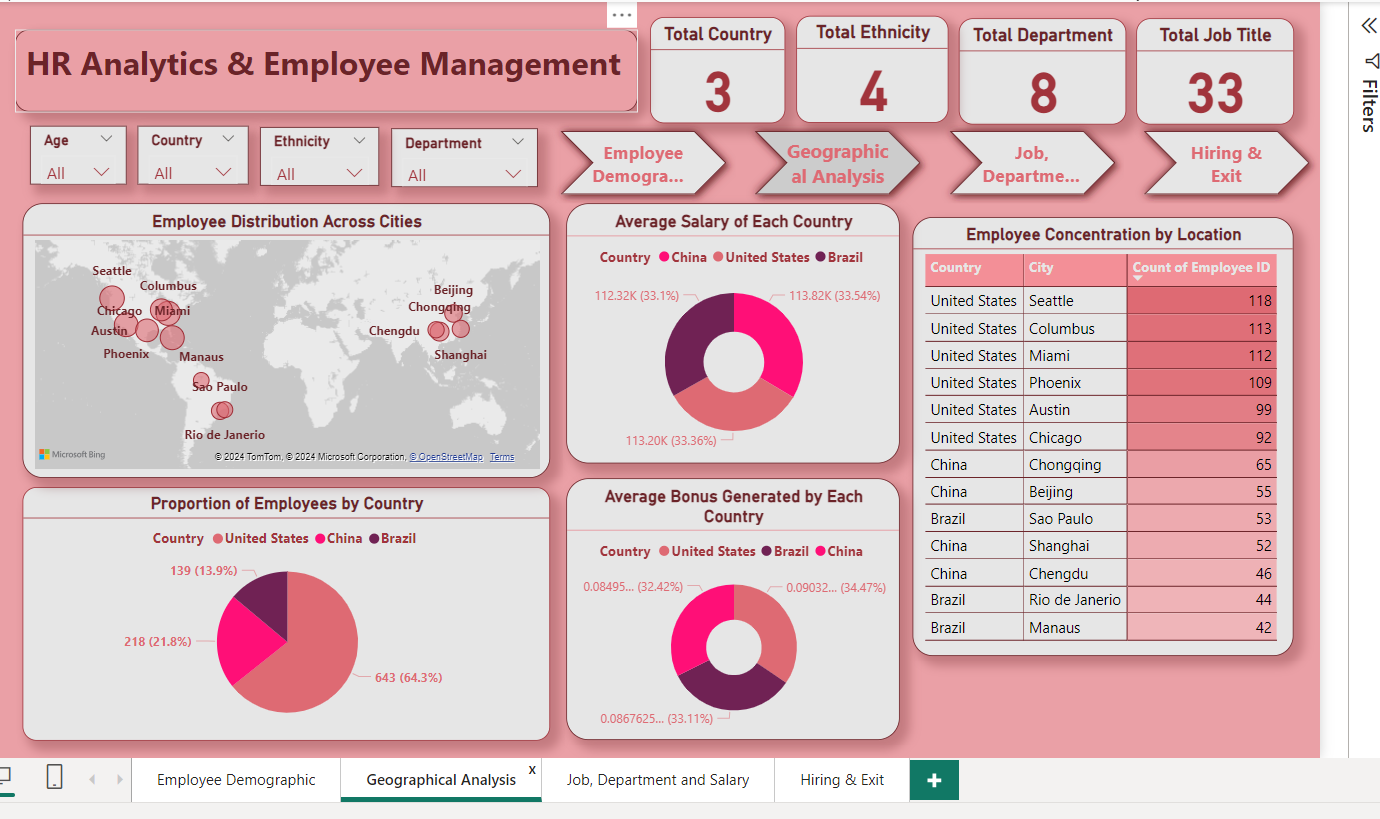 HR Analytics & Employee Management
Total Country
3
Total Ethnicity
4
Total Department
8
Total Job Title
33
Filters
Age
All
Country
All
Ethnicity
All
Department
All
Employee
Demogra...
Geographic
al Analysis
Job,
Departme...
Hiring &
Exit
Employee Distribution Across Cities
Seattle
Columbus
Chicago
Miami
Austin
Phoenix
Manaus
Sao Paulo
Rio de Janerio
Beijing
Chongqing
Chengdu
Shanghai
Microsoft Bing
© 2024 TomTom, © 2024 Microsoft Corporation, © OpenStreetMap Terms
Average Salary of Each Country
Country China United States Brazil
112.32K (33.1%)
113.82K (33.54%)
113.20K (33.36%)
Employee Concentration by Location
Country City Count of Employee ID
United States Seattle 118
United States Columbus 113
United States Miami 112
United States Phoenix 109
United States Austin 99
United States Chicago 92
China Chongqing 65
China Beijing 55
Brazil Sao Paulo 53
China Shanghai 52
China Chengdu 46
Brazil Rio de Janerio 44
Brazil Manaus 42
Proportion of Employees by Country
Country United States China Brazil
139 (13.9%)
218 (21.8%)
643 (64.3%)
Average Bonus Generated by Each
Country
Country United States Brazil China
0.08495... (32.42%)
0.09032... (34.47%)
0.0867625... (33.11%)
Employee Demographic
Geographical Analysis x
Job, Department and Salary
Hiring & Exit
+